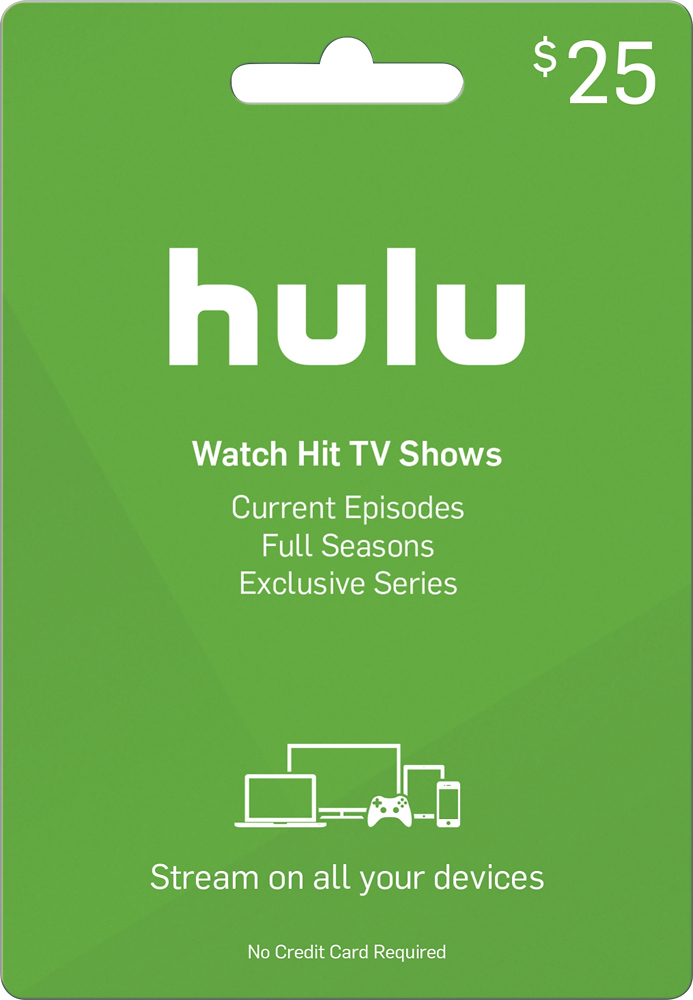 $25
hulu
Watch Hit TV Shows
Current Episodes
Full Seasons
Exclusive Series
Stream on all your devices
No Credit Card Required